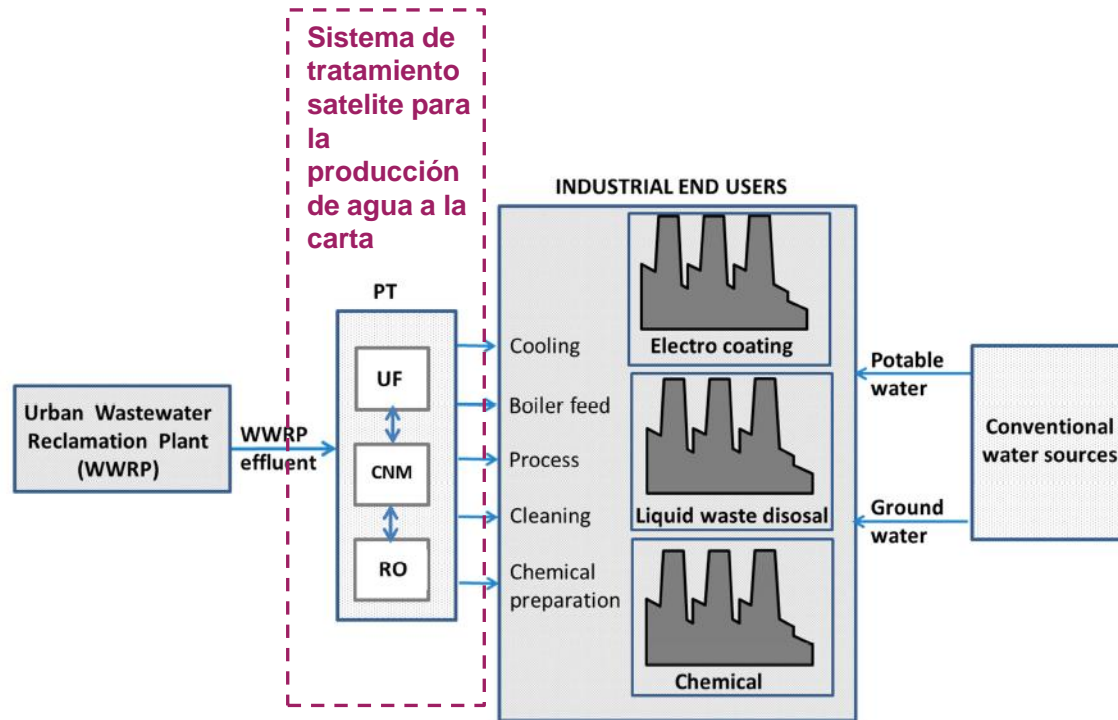 Sistema de
tratamiento
satelite para
la
producción
de agua a la
carta
INDUSTRIAL END USERS
PT
UF
CNM
RO
Urban Wastewater
Reclamation Plant
(WWRP)
WWRP
effluent
Cooling
Boiler feed
Process
Cleaning
Chemical
preparation
Electro coating
Liquid waste disosal
Chemical
Potable
water
Ground
water
Conventional
water sources